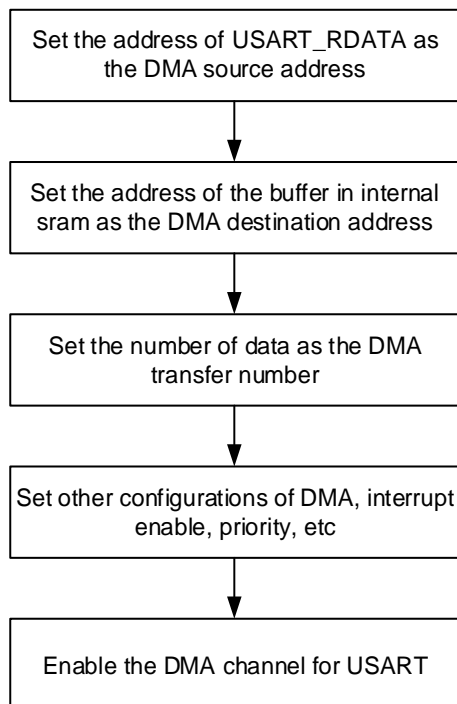 Set the address of USART_RDATA as
the DMA source address
Set the address of the buffer in internal
sram as the DMA destination address
Set the number of data as the DMA
transfer number
Set other configurations of DMA, interrupt
enable, priority, etc
Enable the DMA channel for USART